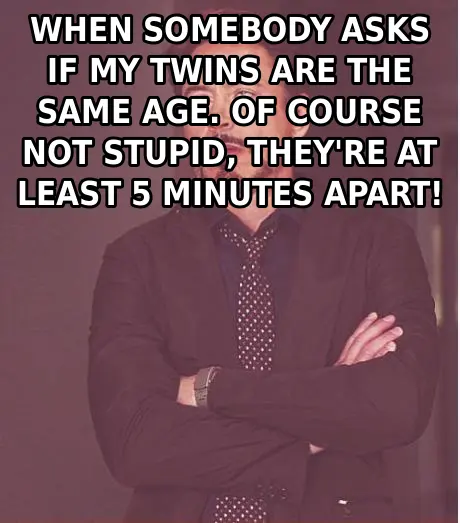 WHEN SOMEBODY ASKS
IF MY TWINS ARE THE
SAME AGE. OF COURSE
NOT STUPID, THEY'RE AT
LEAST 5 MINUTES APART!